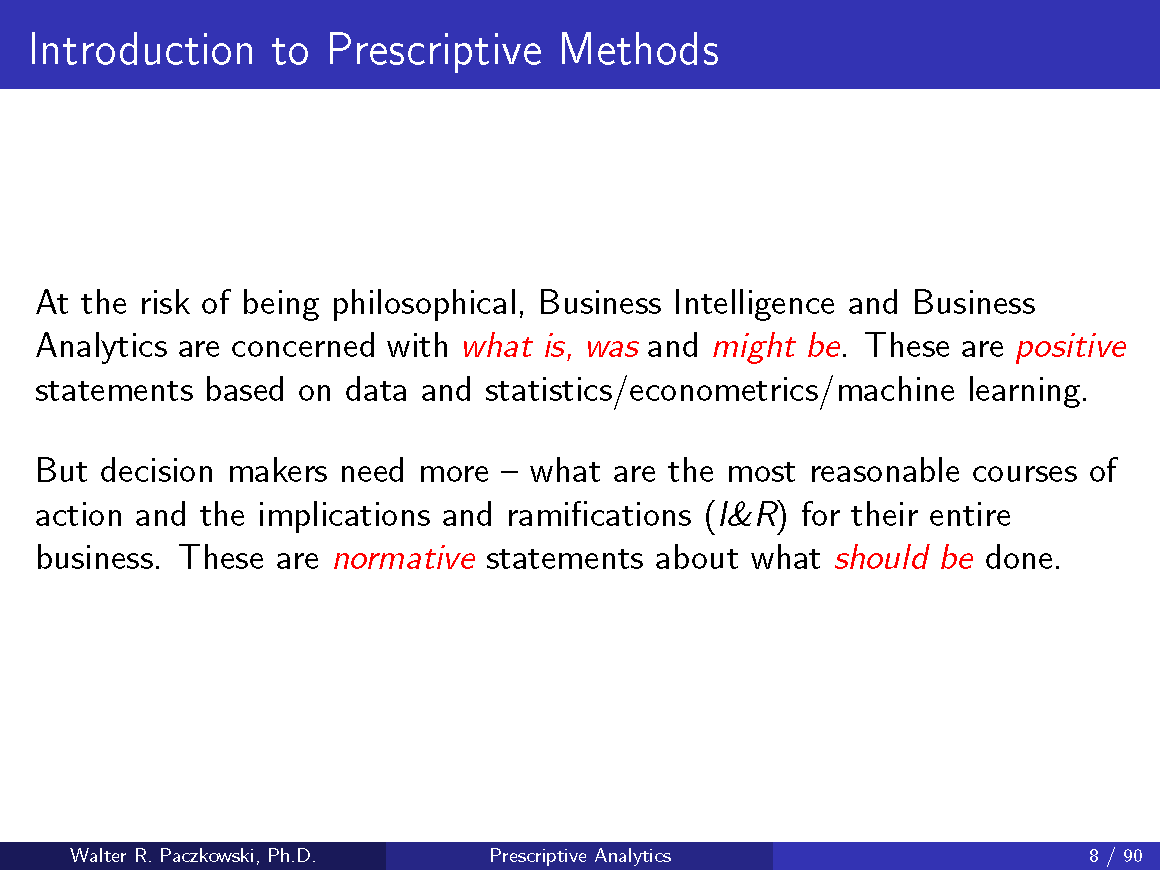 Introduction to Prescriptive Methods
At the risk of being philosophical, Business Intelligence and Business
Analytics are concerned with what is, was and might be. These are positive
statements based on data and statistics/econometrics/machine learning.
But decision makers need more – what are the most reasonable courses of
action and the implications and ramifications (I&R) for their entire
business. These are normative statements about what should be done.
Walter R. Paczkowski, Ph.D. Prescriptive Analytics 8 / 90